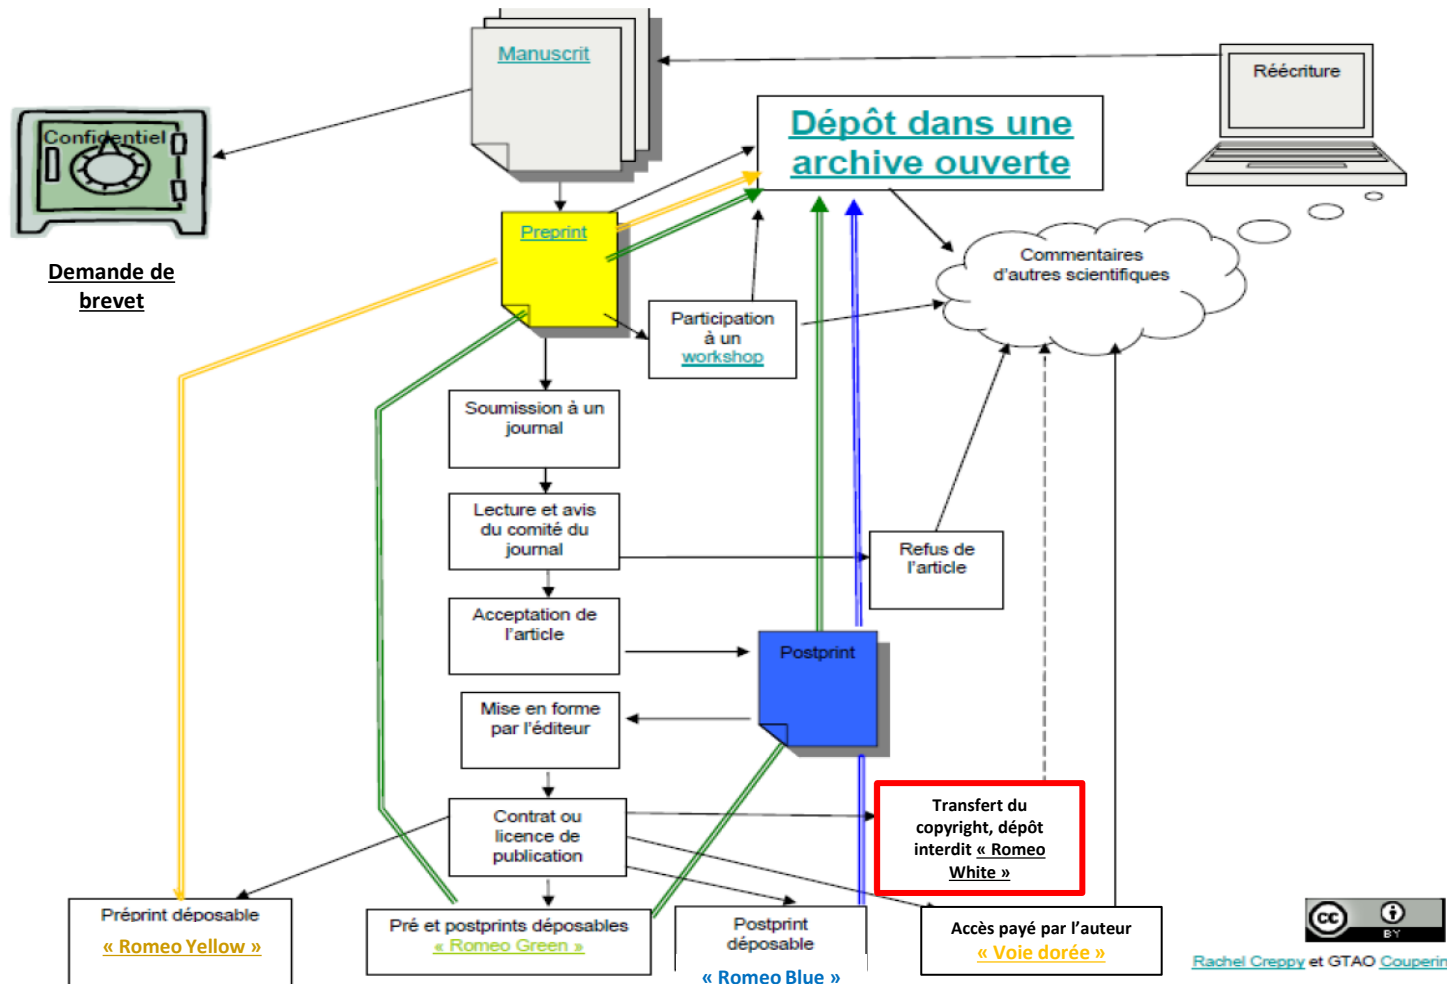 Manuscrit
Réécriture
Confidentiel
Dépôt dans une
archive ouverte
Demande de
brevet
Preprint
Commentaires
d'autres scientifiques
Participation
à un
workshop
Soumission à un
journal
Lecture et avis
du comité du
journal
Refus de
l'article
Acceptation de
l'article
Postprint
Mise en forme
par l'éditeur
Contrat ou
licence de
publication
Transfert du
copyright, dépôt
interdit « Romeo
White »
Préprint déposable
« Romeo Yellow »
Pré et postprints déposables
« Romeo Green »
Postprint
déposable
« Romeo Blue »
Accès payé par l'auteur
« Voie dorée »
cc
BY
Rachel Creppy et GTAO Couperin